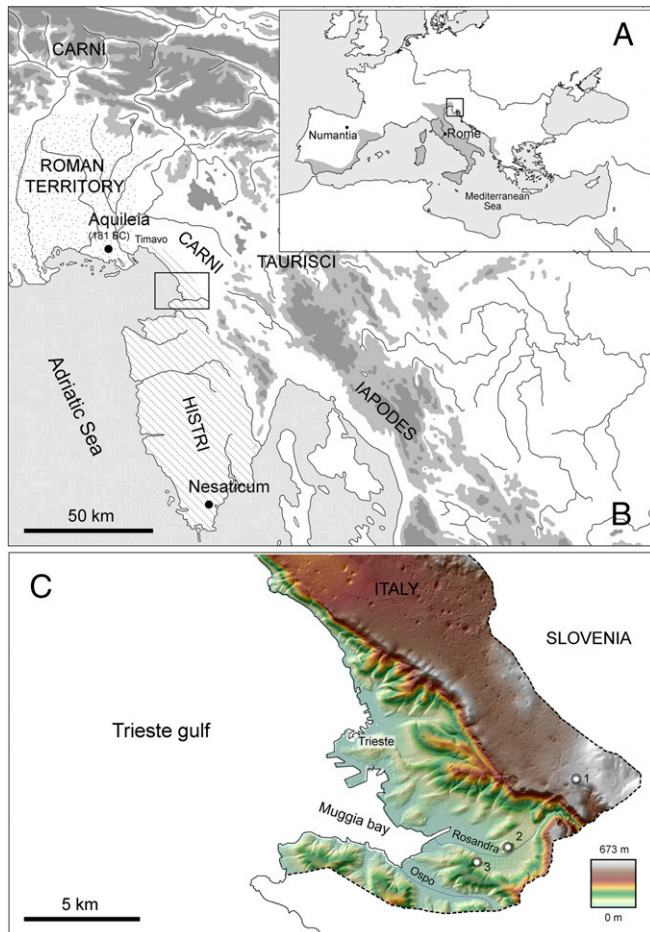 A
Numantia
Rome
Mediterranean
Sea
CARNI
ROMAN
TERRITORY
Aquileia
(181 BC)
Timavo
CARNI
TAURISCI
IAPODES
Adriatic Sea
HISTRI
Nesaticum
50 km
B
C
ITALY
SLOVENIA
Trieste gulf
Trieste
1
Muggia bay
Rosandra
2
3
Ospo
673 m
0 m
5 km